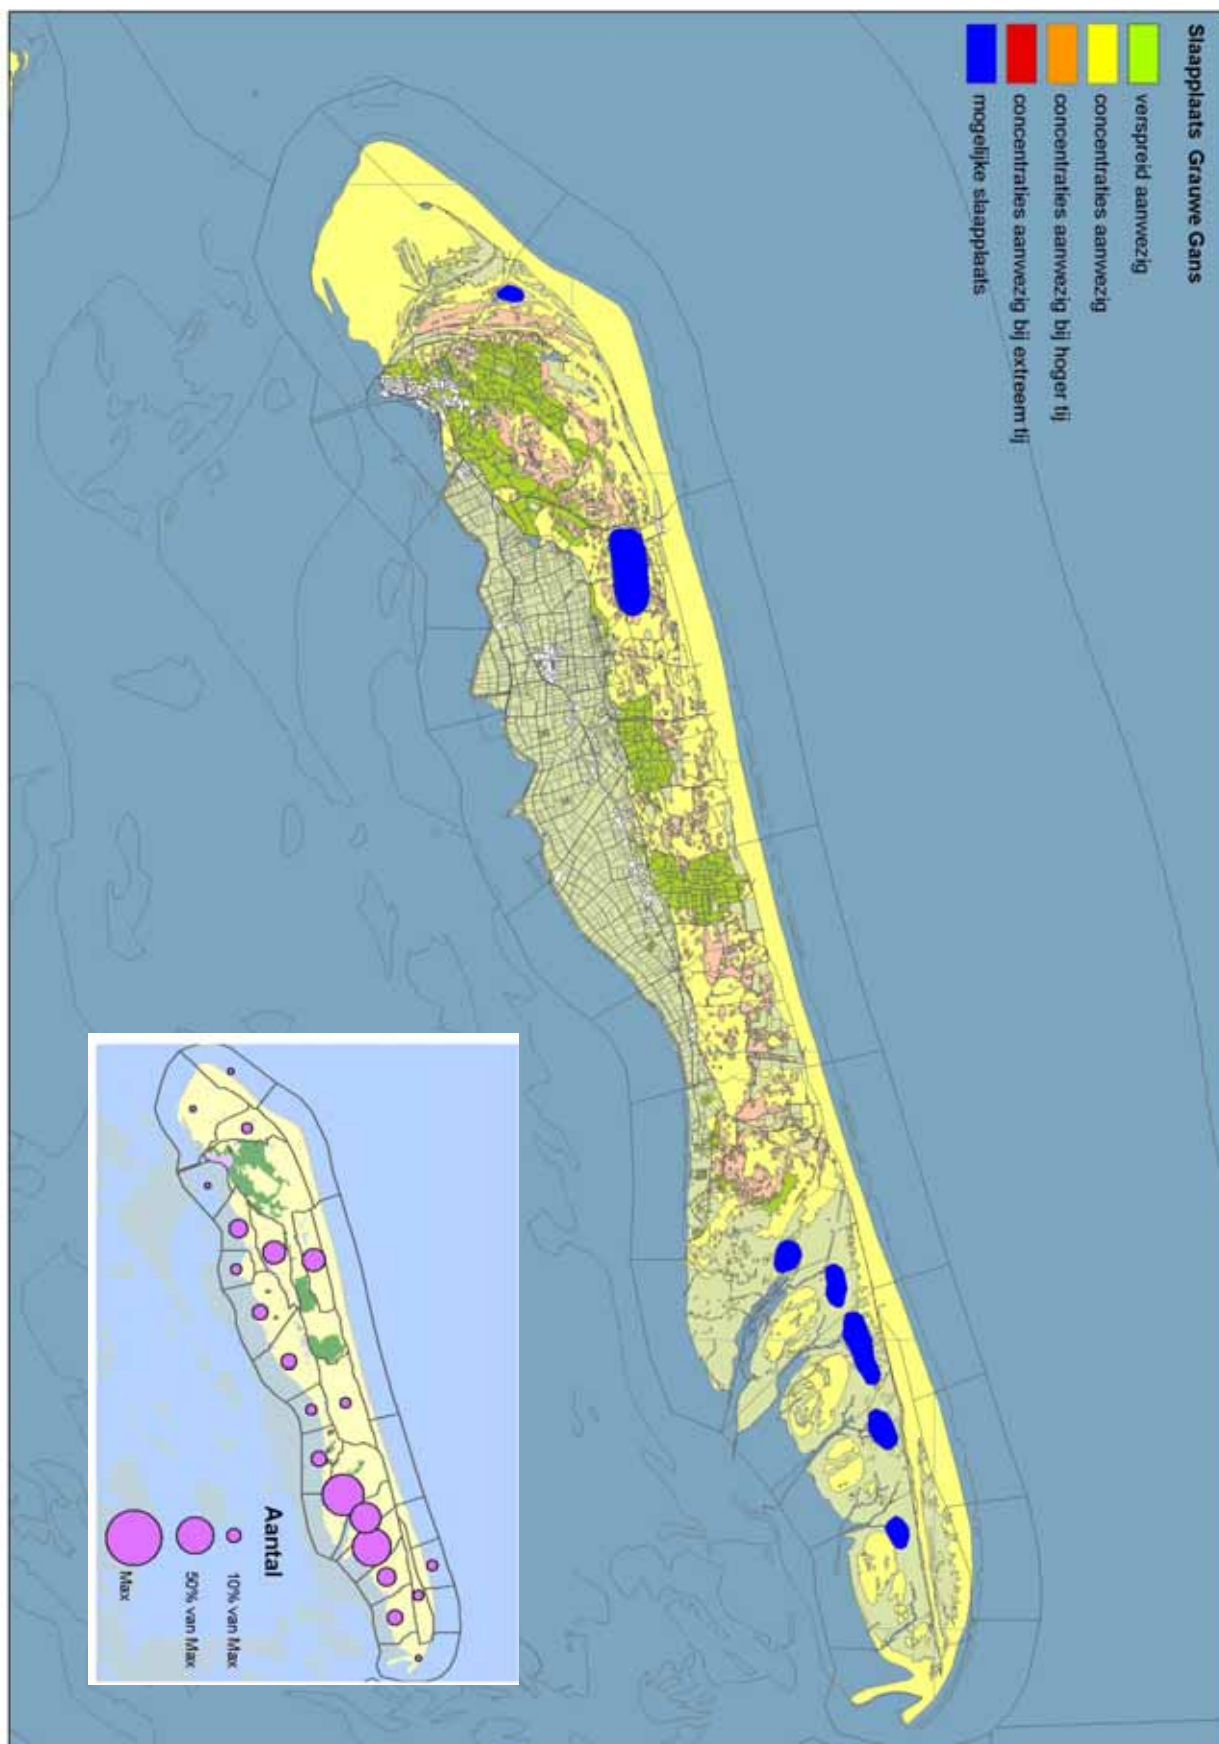 Slaapplaats Grauwe Gans
verspreid aanwezig
concentraties aanwezig
concentraties aanwezig bij hoger tij
concentraties aanwezig bij extreem tij
mogelijke slaapplaats
Aantal
10% van Max
50% van Max
Max